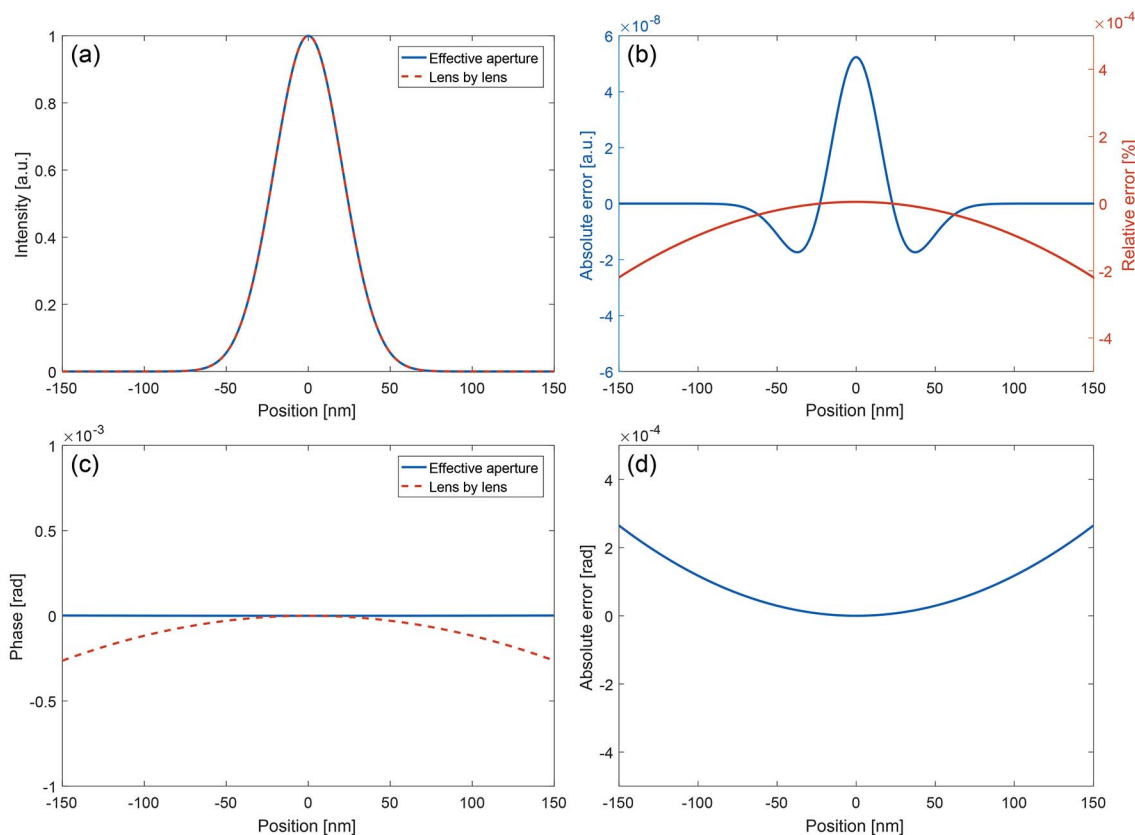 (a)
Effective aperture
Lens by lens
Intensity [a.u.]
1
0.8
0.6
0.4
0.2
0
-150 -100 -50 0 50 100 150
Position [nm]
(b)
×10⁻⁸
×10⁻⁴
Absolute error [a.u.]
6
4
2
0
-2
-4
-6
Relative error [%]
4
2
0
-2
-4
-150 -100 -50 0 50 100 150
Position [nm]
(c)
×10⁻³
Effective aperture
Lens by lens
Phase [rad]
1
0.5
0
-0.5
-1
-150 -100 -50 0 50 100 150
Position [nm]
(d)
×10⁻⁴
Absolute error [rad]
4
2
0
-2
-4
-150 -100 -50 0 50 100 150
Position [nm]